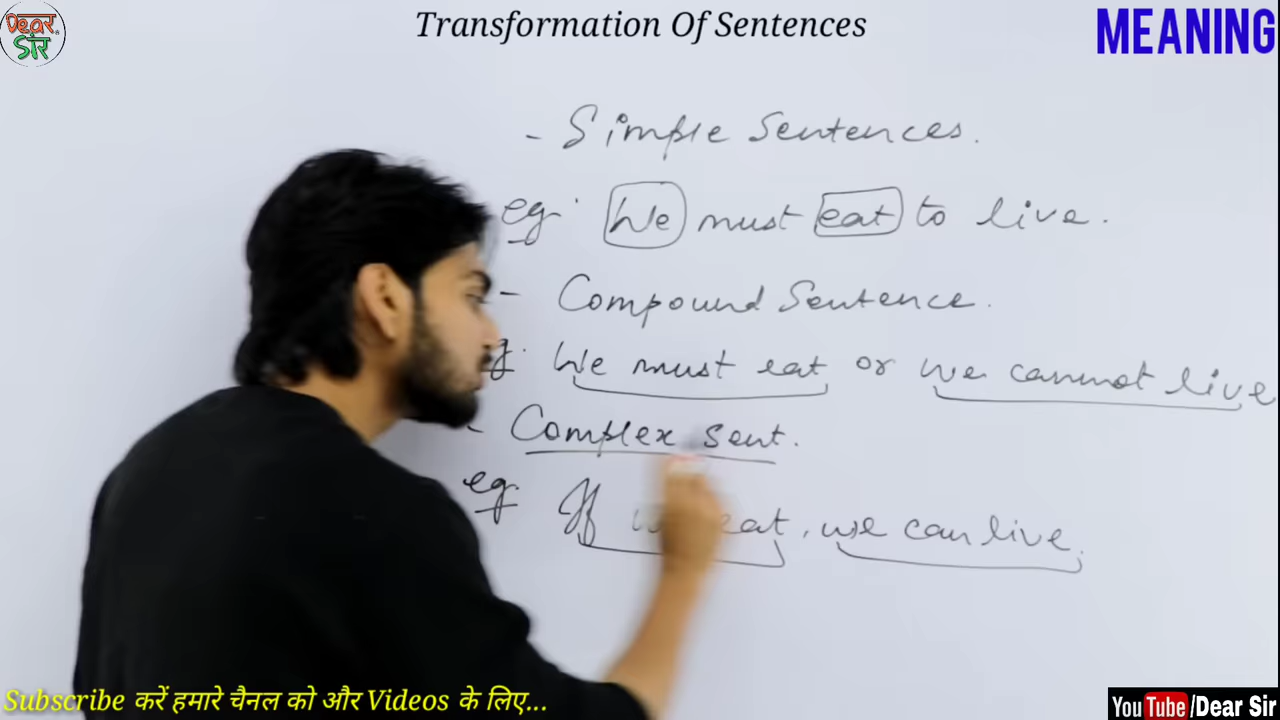 Dear Sir
Transformation Of Sentences
MEANING
- Simple Sentences.
eg. We must eat to live.
- Compound Sentence.
g. We must eat or we cannot live
- Complex Sent.
eg. If eat, we can live.
Subscribe करें हमारे चैनल को और Videos के लिए...
YouTube/Dear Sir